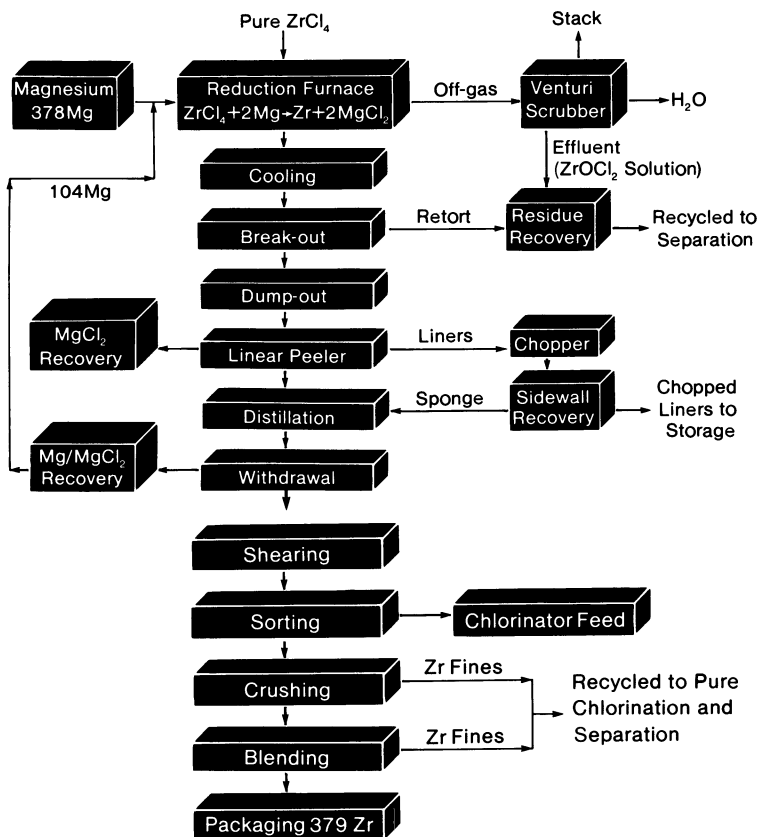 Pure ZrCl₄
Stack
Magnesium
378Mg
Reduction Furnace
ZrCl₄+2Mg→Zr+2MgCl₂
Off-gas
Venturi
Scrubber
H₂O
Effluent
(ZrOCl₂ Solution)
104Mg
Cooling
Break-out
Retort
Residue
Recovery
Recycled to
Separation
Dump-out
MgCl₂
Recovery
Linear Peeler
Liners
Chopper
Distillation
Sponge
Sidewall
Recovery
Chopped
Liners to
Storage
Mg/MgCl₂
Recovery
Withdrawal
Shearing
Sorting
Chlorinator Feed
Crushing
Zr Fines
Recycled to Pure
Chlorination and
Separation
Blending
Zr Fines
Packaging 379 Zr